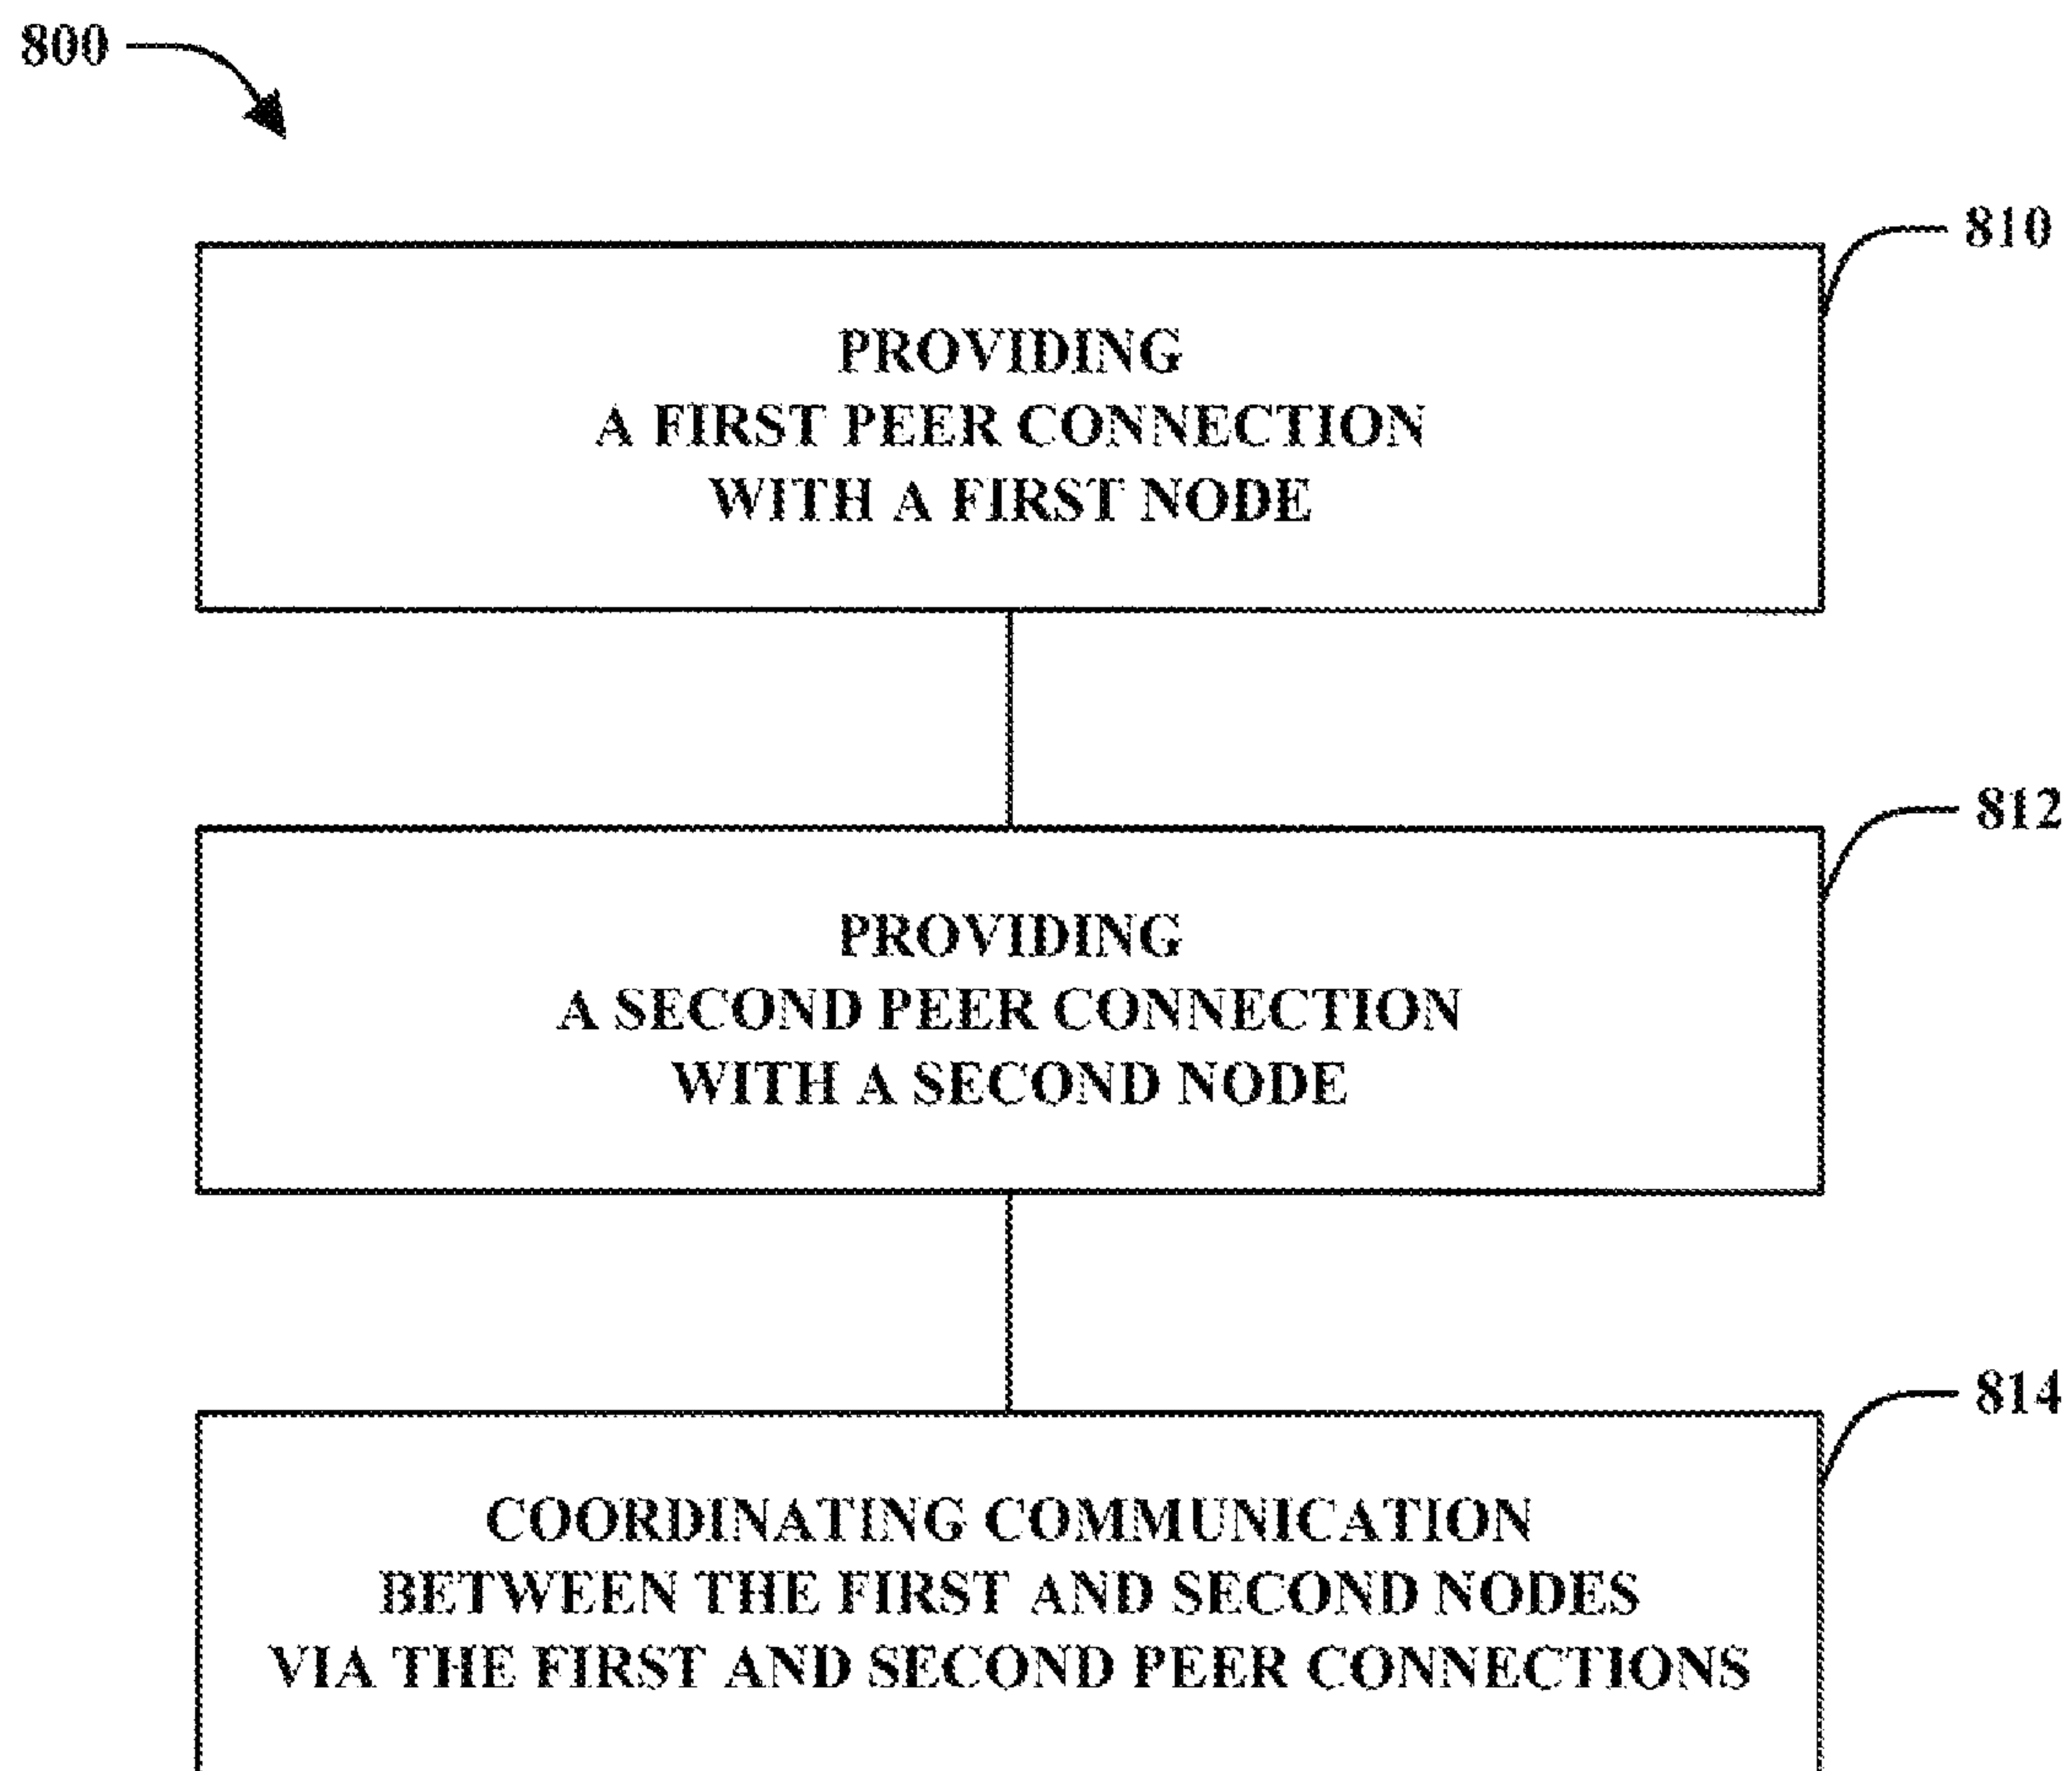 800
810
PROVIDING
A FIRST PEER CONNECTION
WITH A FIRST NODE
812
PROVIDING
A SECOND PEER CONNECTION
WITH A SECOND NODE
814
COORDINATING COMMUNICATION
BETWEEN THE FIRST AND SECOND NODES
VIA THE FIRST AND SECOND PEER CONNECTIONS